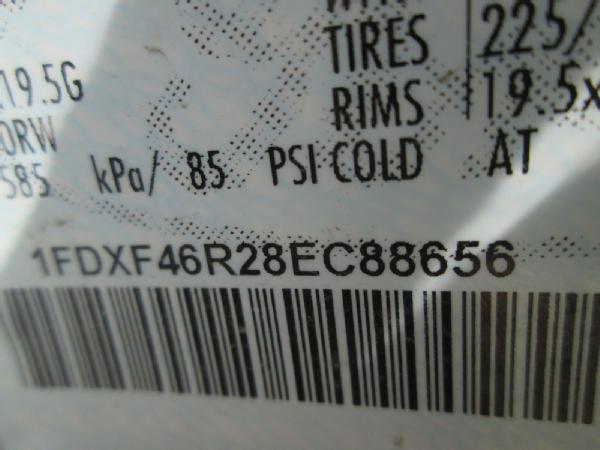 TIRES 225/
19.5G RIMS 19.5x
DRW
585 kPa/ 85 PSI COLD AT
1FDXF46R28EC88656